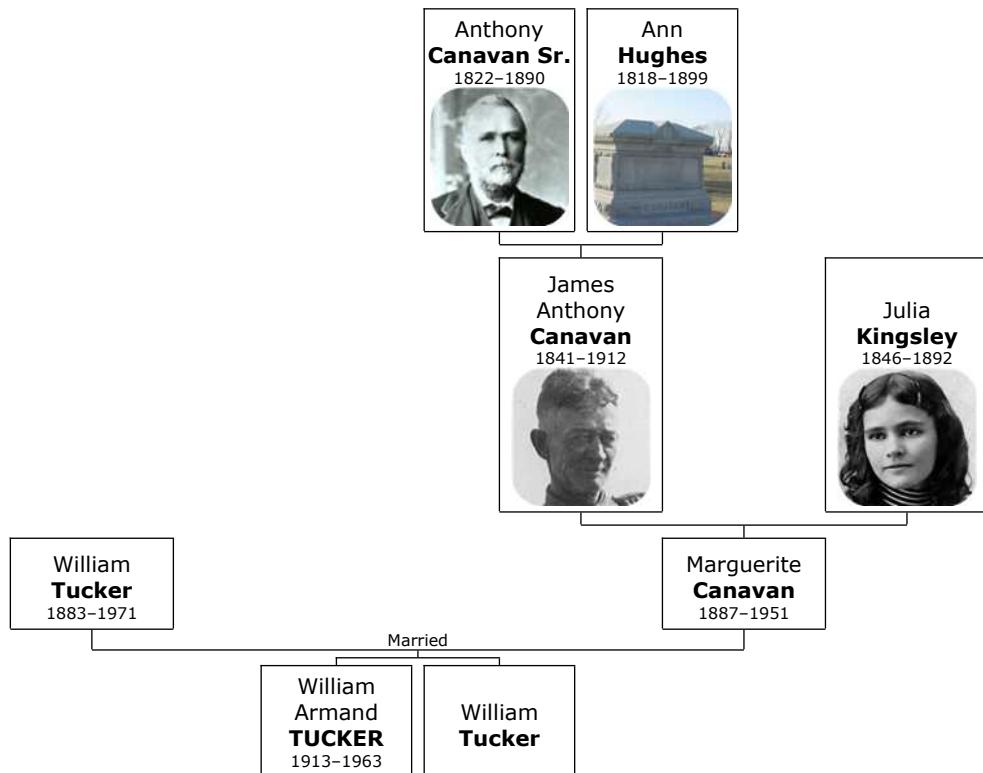 Anthony
Canavan Sr.
1822–1890
Ann
Hughes
1818–1899
James
Anthony
Canavan
1841–1912
Julia
Kingsley
1846–1892
William
Tucker
1883–1971
Marguerite
Canavan
1887–1951
Married
William
Armand
TUCKER
1913–1963
William
Tucker